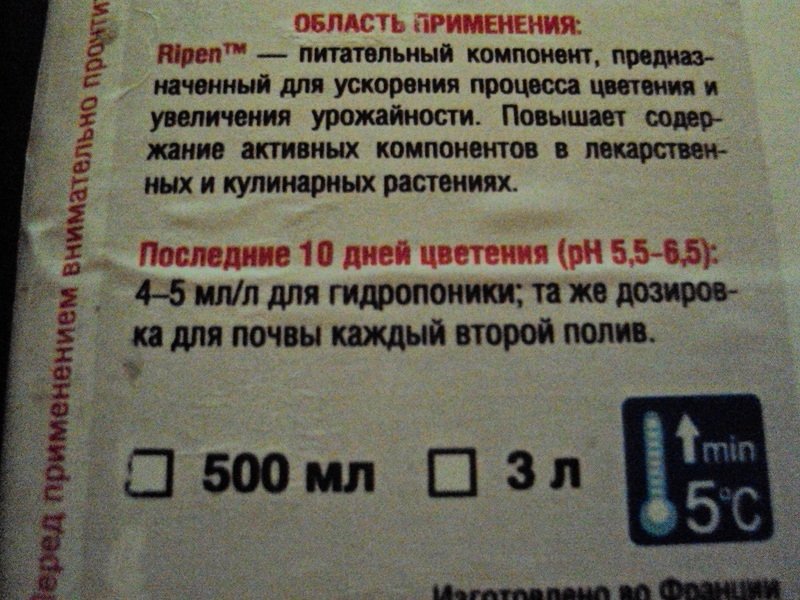 ОБЛАСТЬ ПРИМЕНЕНИЯ:
Ripen™ — питательный компонент, предназ-
наченный для ускорения процесса цветения и
увеличения урожайности. Повышает содер-
жание активных компонентов в лекарствен-
ных и кулинарных растениях.
Последние 10 дней цветения (pH 5,5–6,5):
4–5 мл/л для гидропоники; та же дозиров-
ка для почвы каждый второй полив.
500 мл
3 л
min
5°C
Изготовлено во Франции
Перед применением внимательно прочти